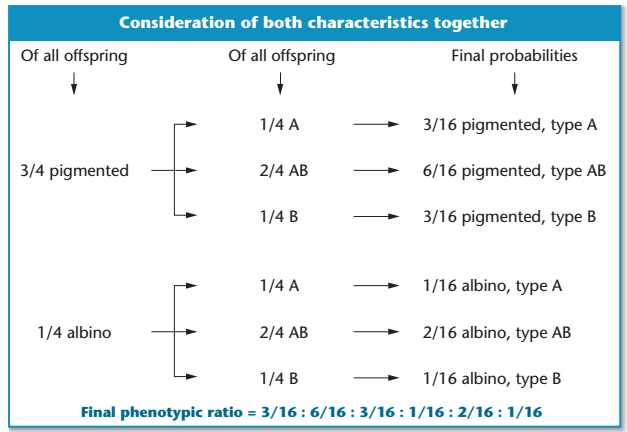 Consideration of both characteristics together
Of all offspring Of all offspring Final probabilities
1/4 A 3/16 pigmented, type A
3/4 pigmented 2/4 AB 6/16 pigmented, type AB
1/4 B 3/16 pigmented, type B
1/4 A 1/16 albino, type A
1/4 albino 2/4 AB 2/16 albino, type AB
1/4 B 1/16 albino, type B
Final phenotypic ratio = 3/16 : 6/16 : 3/16 : 1/16 : 2/16 : 1/16